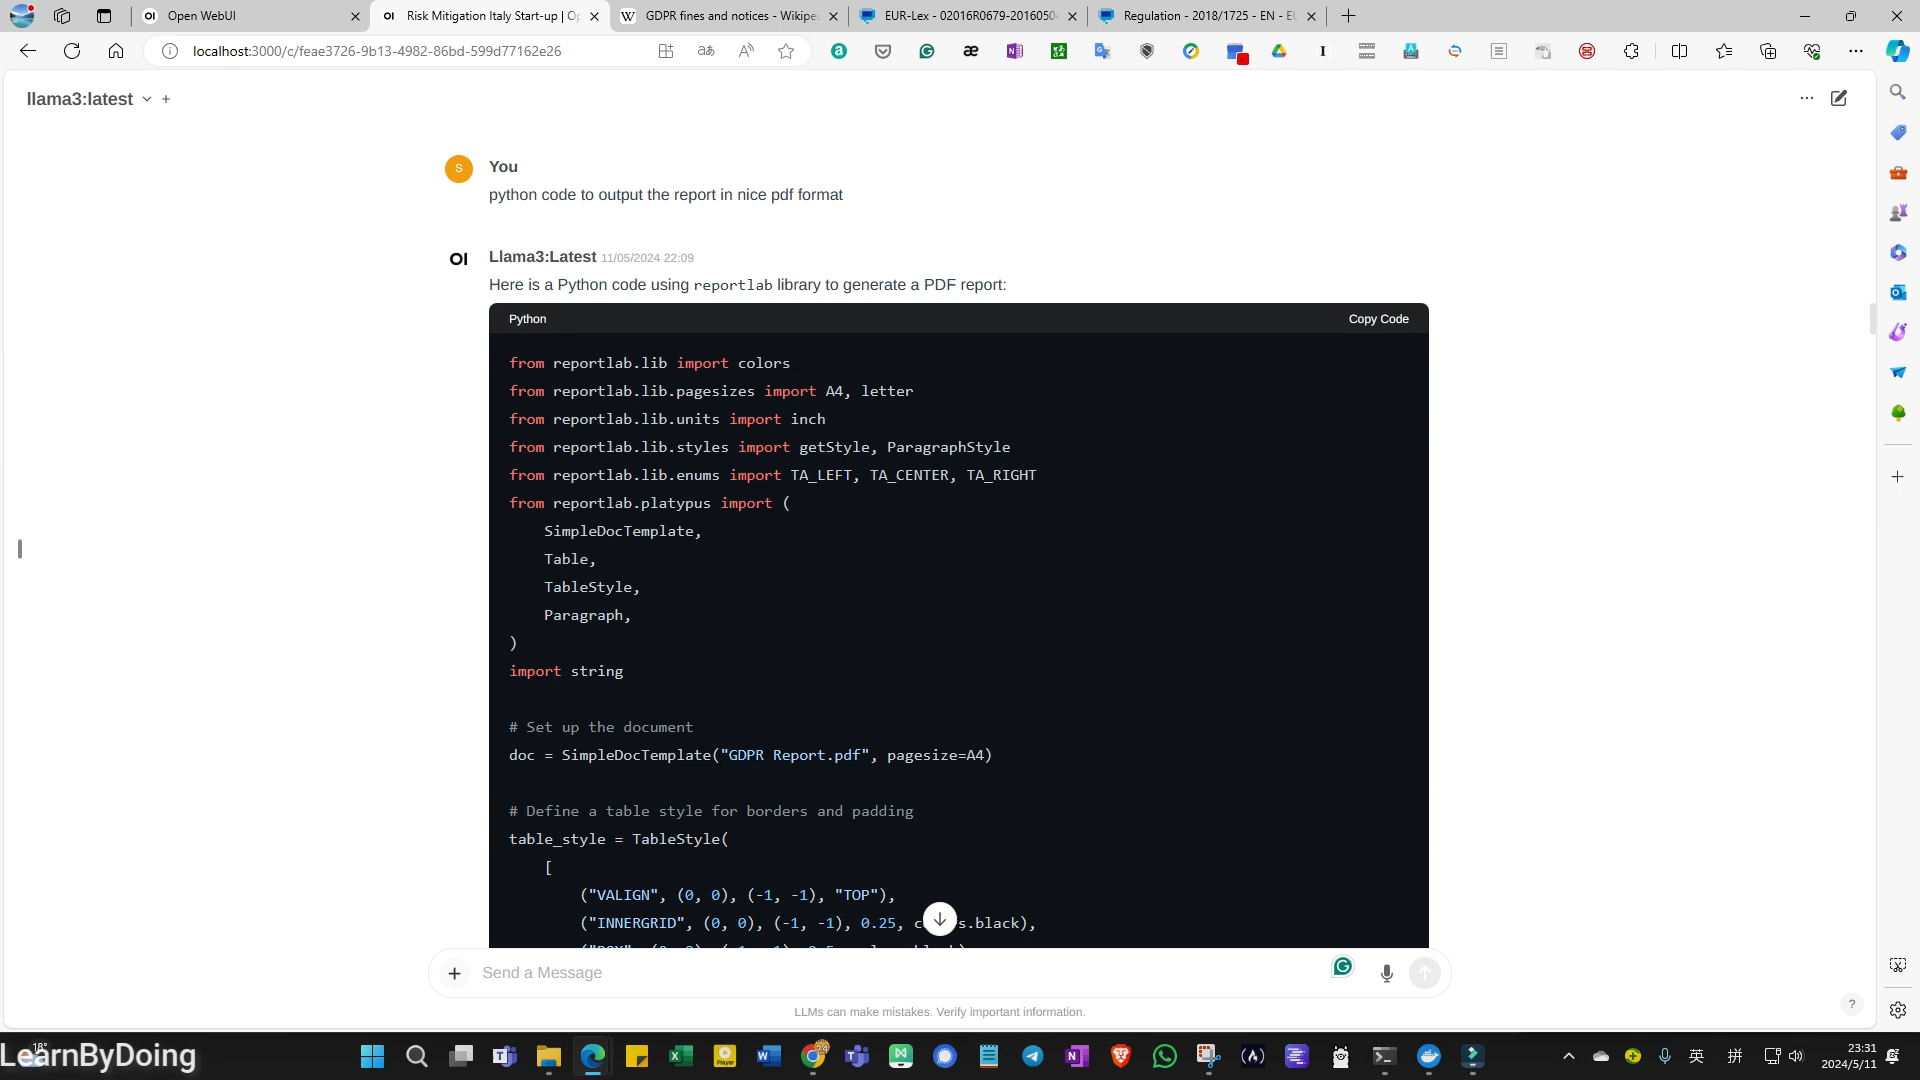 Open WebUI
Risk Mitigation Italy Start-up | Op
GDPR fines and notices - Wikipe
EUR-Lex - 02016R0679-20160504
Regulation - 2018/1725 - EN - EU
localhost:3000/c/feae3726-9b13-4982-86bd-599d77162e26
llama3:latest
You
python code to output the report in nice pdf format
Llama3:Latest 11/05/2024 22:09
Here is a Python code using reportlab library to generate a PDF report:
Python
Copy Code
from reportlab.lib import colors
from reportlab.lib.pagesizes import A4, letter
from reportlab.lib.units import inch
from reportlab.lib.styles import getStyle, ParagraphStyle
from reportlab.lib.enums import TA_LEFT, TA_CENTER, TA_RIGHT
from reportlab.platypus import (
    SimpleDocTemplate,
    Table,
    TableStyle,
    Paragraph,
)
import string
# Set up the document
doc = SimpleDocTemplate("GDPR Report.pdf", pagesize=A4)
# Define a table style for borders and padding
table_style = TableStyle(
    [
        ("VALIGN", (0, 0), (-1, -1), "TOP"),
        ("INNERGRID", (0, 0), (-1, -1), 0.25, c s.black),
Send a Message
LLMs can make mistakes. Verify important information.
LearnByDoing
18°
英
拼
23:31
2024/5/11